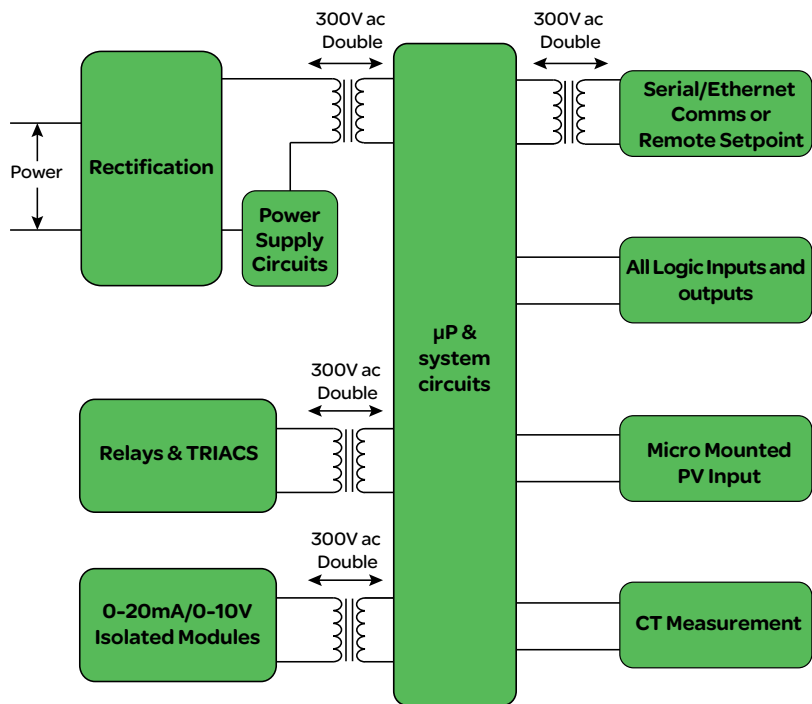 300V ac
Double
300V ac
Double
Power
Rectification
Power
Supply
Circuits
Serial/Ethernet
Comms or
Remote Setpoint
All Logic Inputs and
outputs
µP &
system
circuits
300V ac
Double
Relays & TRIACS
Micro Mounted
PV Input
300V ac
Double
0-20mA/0-10V
Isolated Modules
CT Measurement